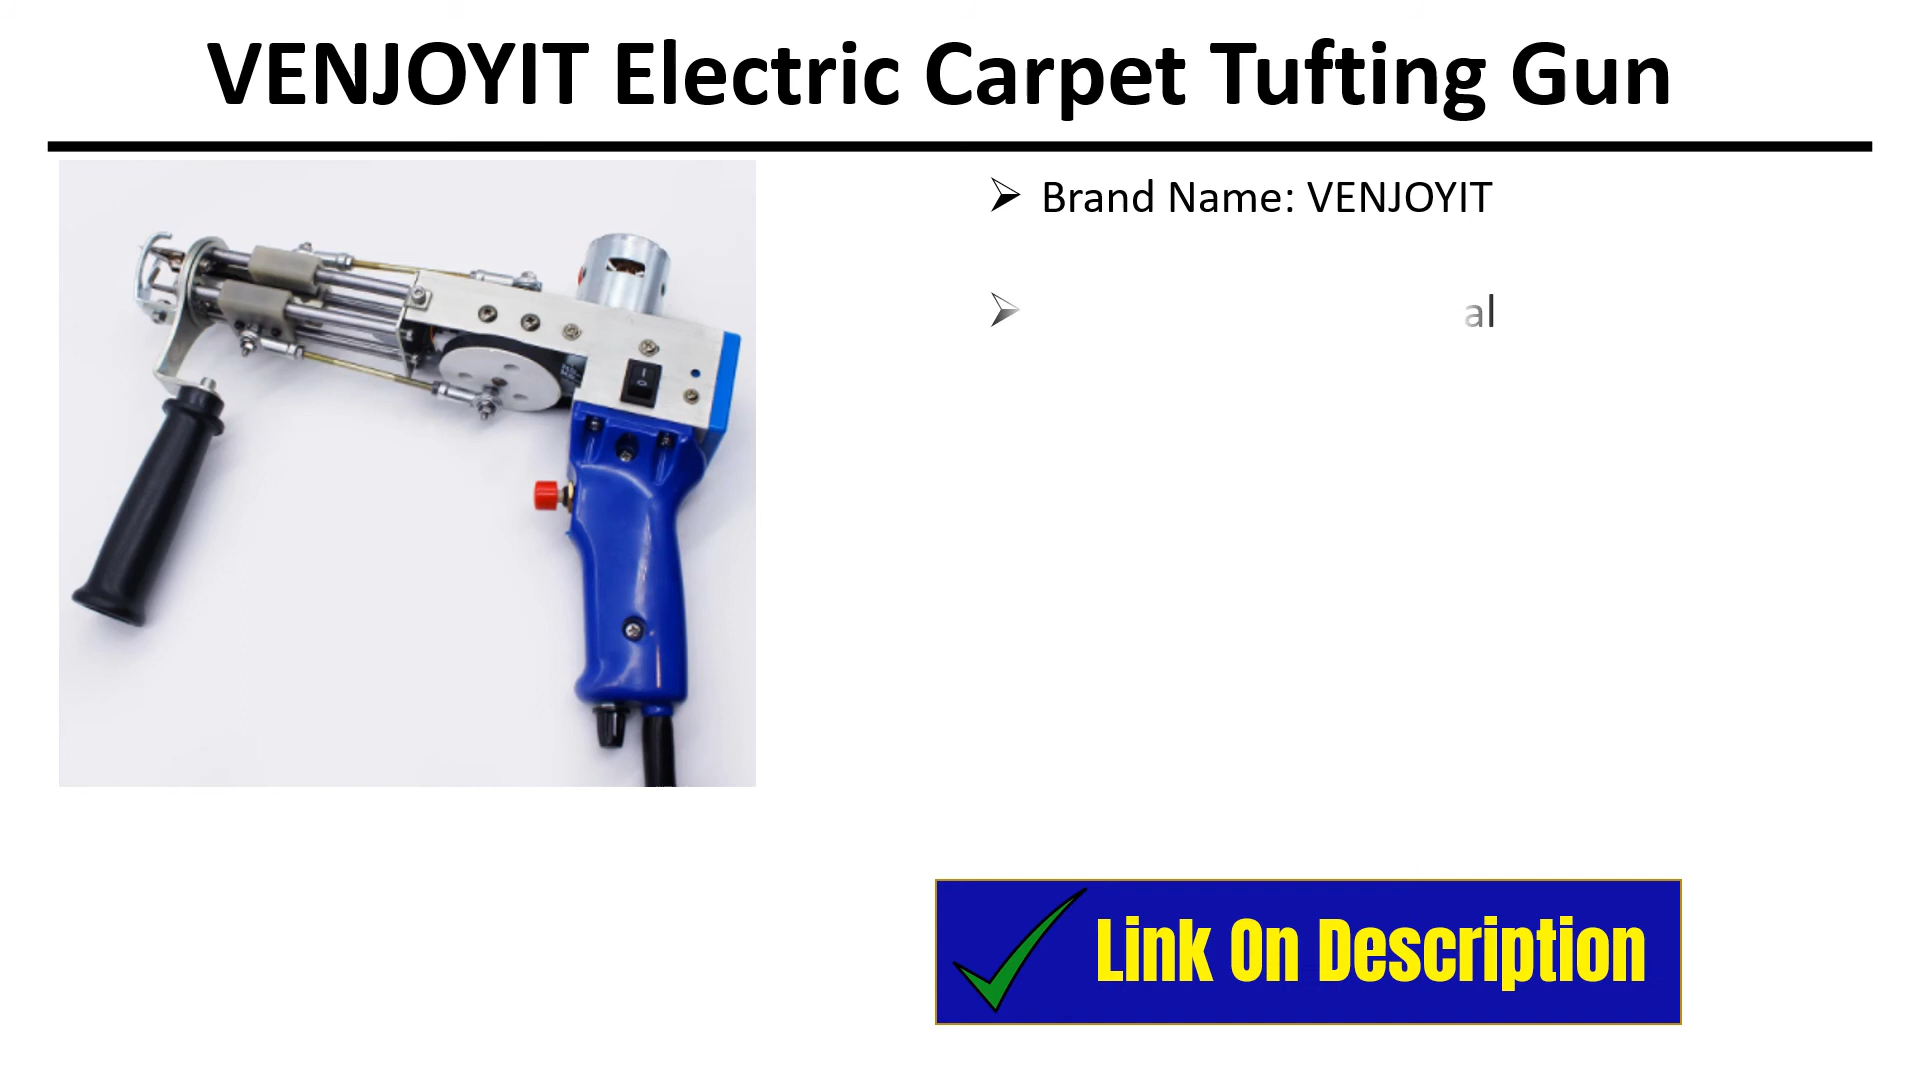 VENJOYIT Electric Carpet Tufting Gun
Brand Name: VENJOYIT
al
Link On Description